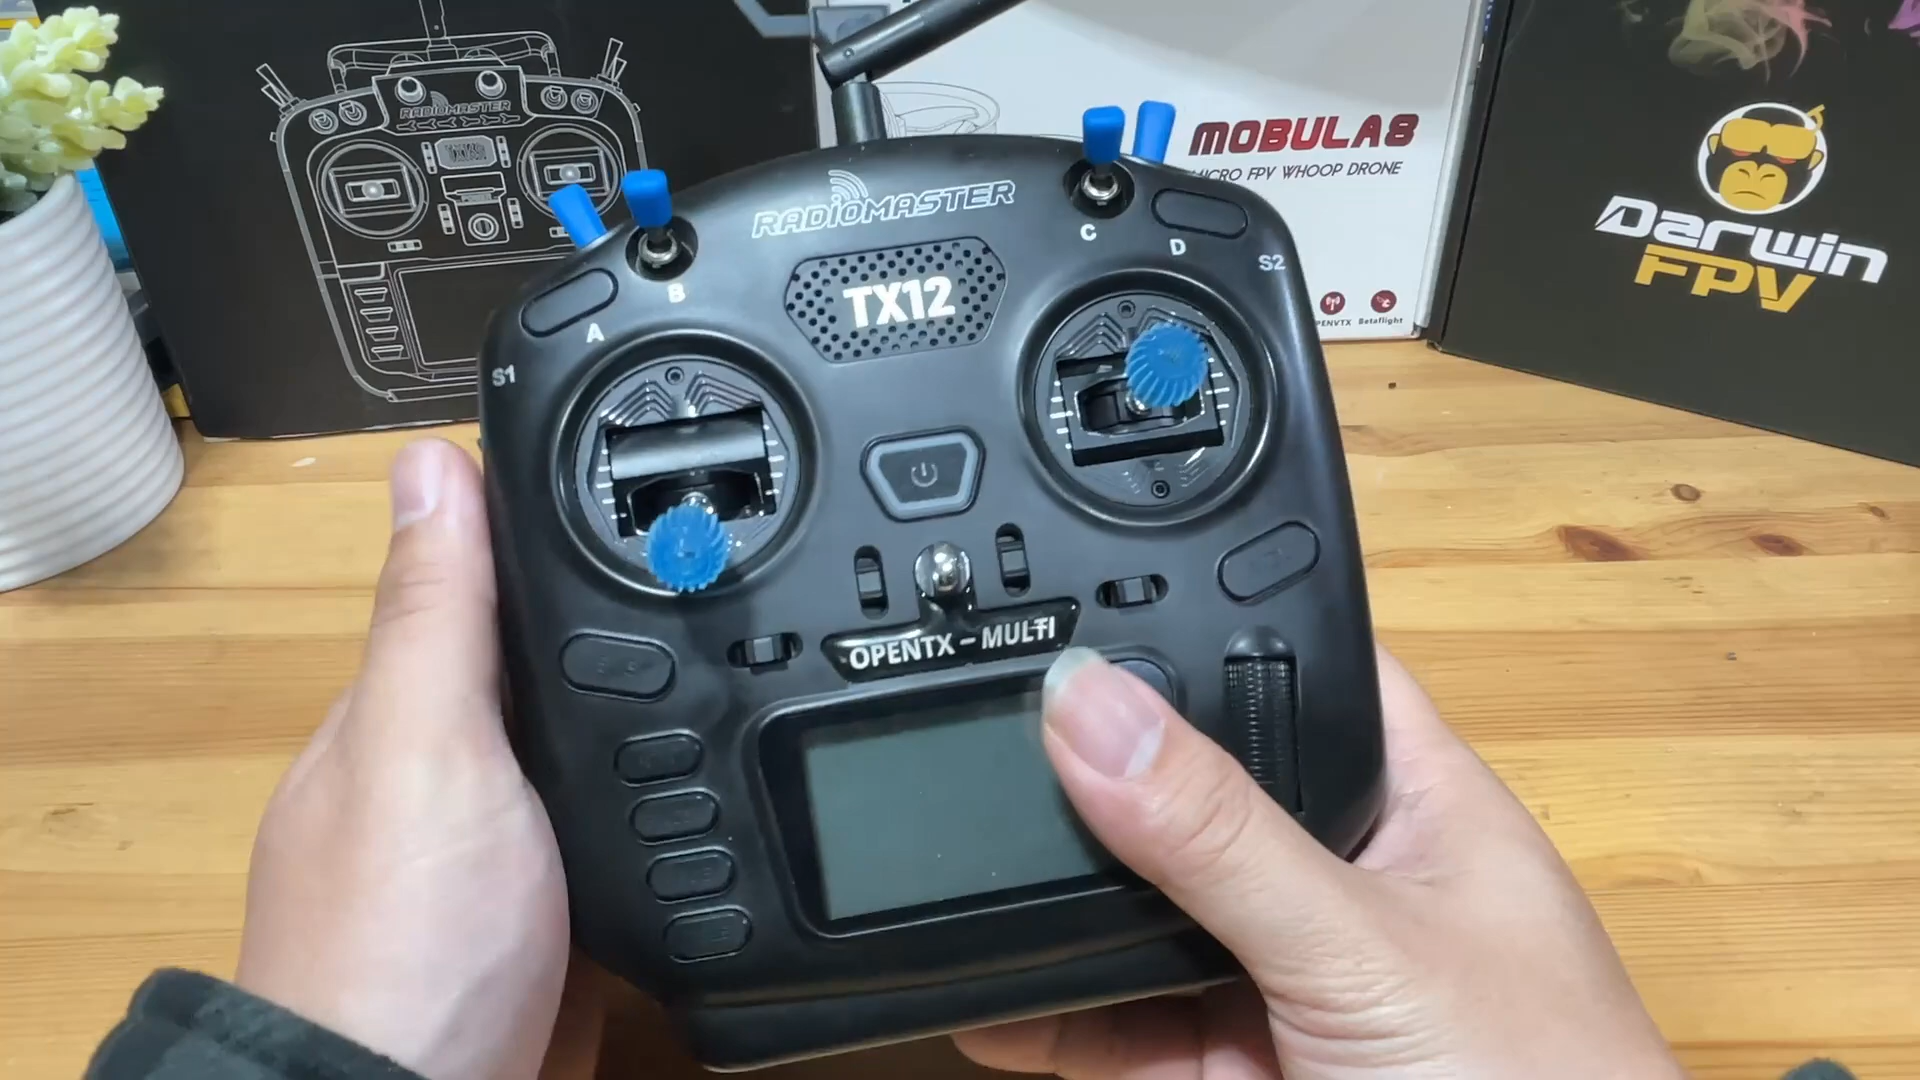 RADIOMASTER
MOBULA8
MICRO FPV WHOOP DRONE
Darwin
FPV
RADIOMASTER
TX12
A
B
C
D
S1
S2
Betaflight
OPENTX - MULTI